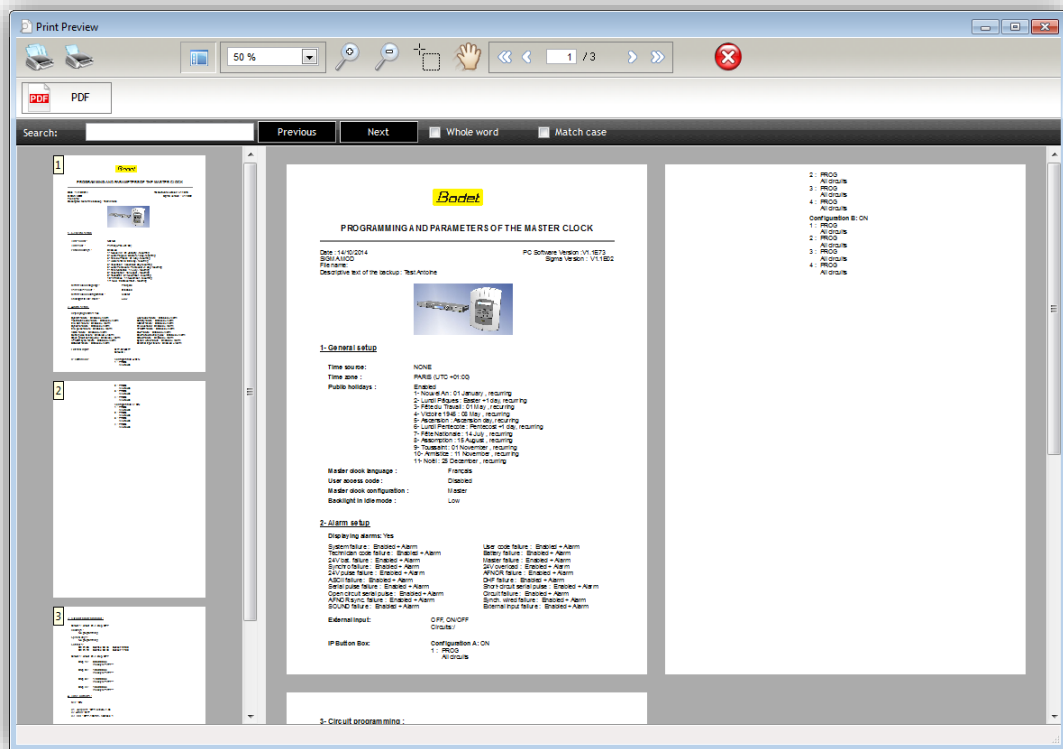 Print Preview
50 %
1 /3
PDF PDF
Search: Previous Next Whole word Match case
1
2
3
Bodet
PROGRAMMING AND PARAMETERS OF THE MASTER CLOCK
Date : 14/10/2014 PC Software Version :V1.1E73
SIGMA MOD Sigma Version : V1.1B02
File name:
Descriptive text of the backup : Test Antoine
1- General setup
Time source: NONE
Time zone : PARIS (UTC +01:00)
Public holidays : Enabled
1- Nouvel An : 01 January , recurring
2- Lundi Pâques : Easter +1 day, recurring
3- Fête du Travail : 01 May , recurring
4- Victoire 1945 : 08 May , recurring
5- Ascension : Ascension day, recurring
6- Lundi Pentecote : Pentecost +1 day, recurring
7- Fête Nationale : 14 July , recurring
8- Assomption : 15 August , recurring
9- Toussaint : 01 November , recurring
10- Armistice : 11 November , recurring
11- Noël : 25 December , recurring
Master clock language : Français
User access code : Disabled
Master clock configuration : Master
Backlight in Idle mode : Low
2- Alarm setup
Displaying alarms: Yes
System failure : Enabled + Alarm User code failure : Enabled + Alarm
Technician code failure : Enabled + Alarm Battery failure : Enabled + Alarm
24V bat. failure : Enabled + Alarm Master failure : Enabled + Alarm
Synchro failure : Enabled + Alarm 24V overload : Enabled + Alarm
24V pulse failure : Enabled + Alarm AFNOR failure : Enabled + Alarm
ASCII failure : Enabled + Alarm DHF failure : Enabled + Alarm
Serial pulse failure : Enabled + Alarm Short-circuit serial pulse : Enabled + Alarm
Open circuit serial pulse : Enabled + Alarm Circuit failure : Enabled + Alarm
AFNOR sync. failure : Enabled + Alarm Synch. wired failure : Enabled + Alarm
SOUND failure : Enabled + Alarm External input failure : Enabled + Alarm
External input: OFF, ON/OFF
Circuits:/
IP Button Box: Configuration A: ON
1 : PROG
All circuits
2 : PROG
All circuits
3 : PROG
All circuits
4 : PROG
All circuits
Configuration B: ON
1 : PROG
All circuits
2 : PROG
All circuits
3 : PROG
All circuits
4 : PROG
All circuits
3- Circuit programming :